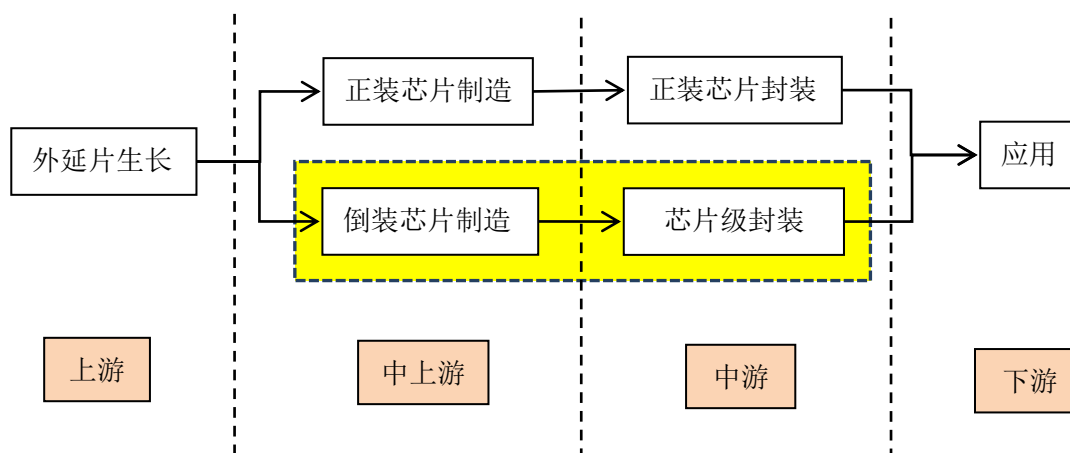 正装芯片制造
正装芯片封装
外延片生长
应用
倒装芯片制造
芯片级封装
上游
中上游
中游
下游